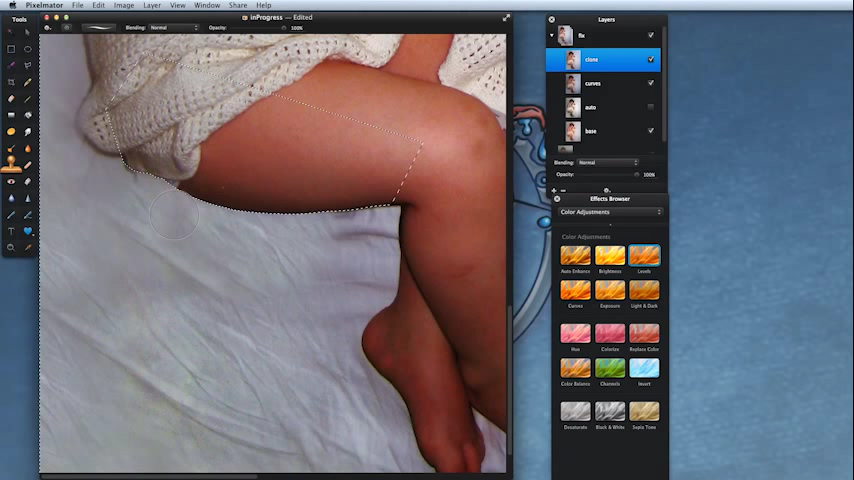 Pixelmator File Edit Image Layer View Window Share Help
inProgress — Edited
Tools
Blending: Normal Opacity: 100%
Layers
fix
clone
curves
auto
base
Blending: Normal
Opacity: 100%
Effects Browser
Color Adjustments
Color Adjustments
Auto Enhance Brightness Levels
Curves Exposure Light & Dark
Hue Colorize Replace Color
Color Balance Channels Invert
Desaturate Black & White Sepia Tone